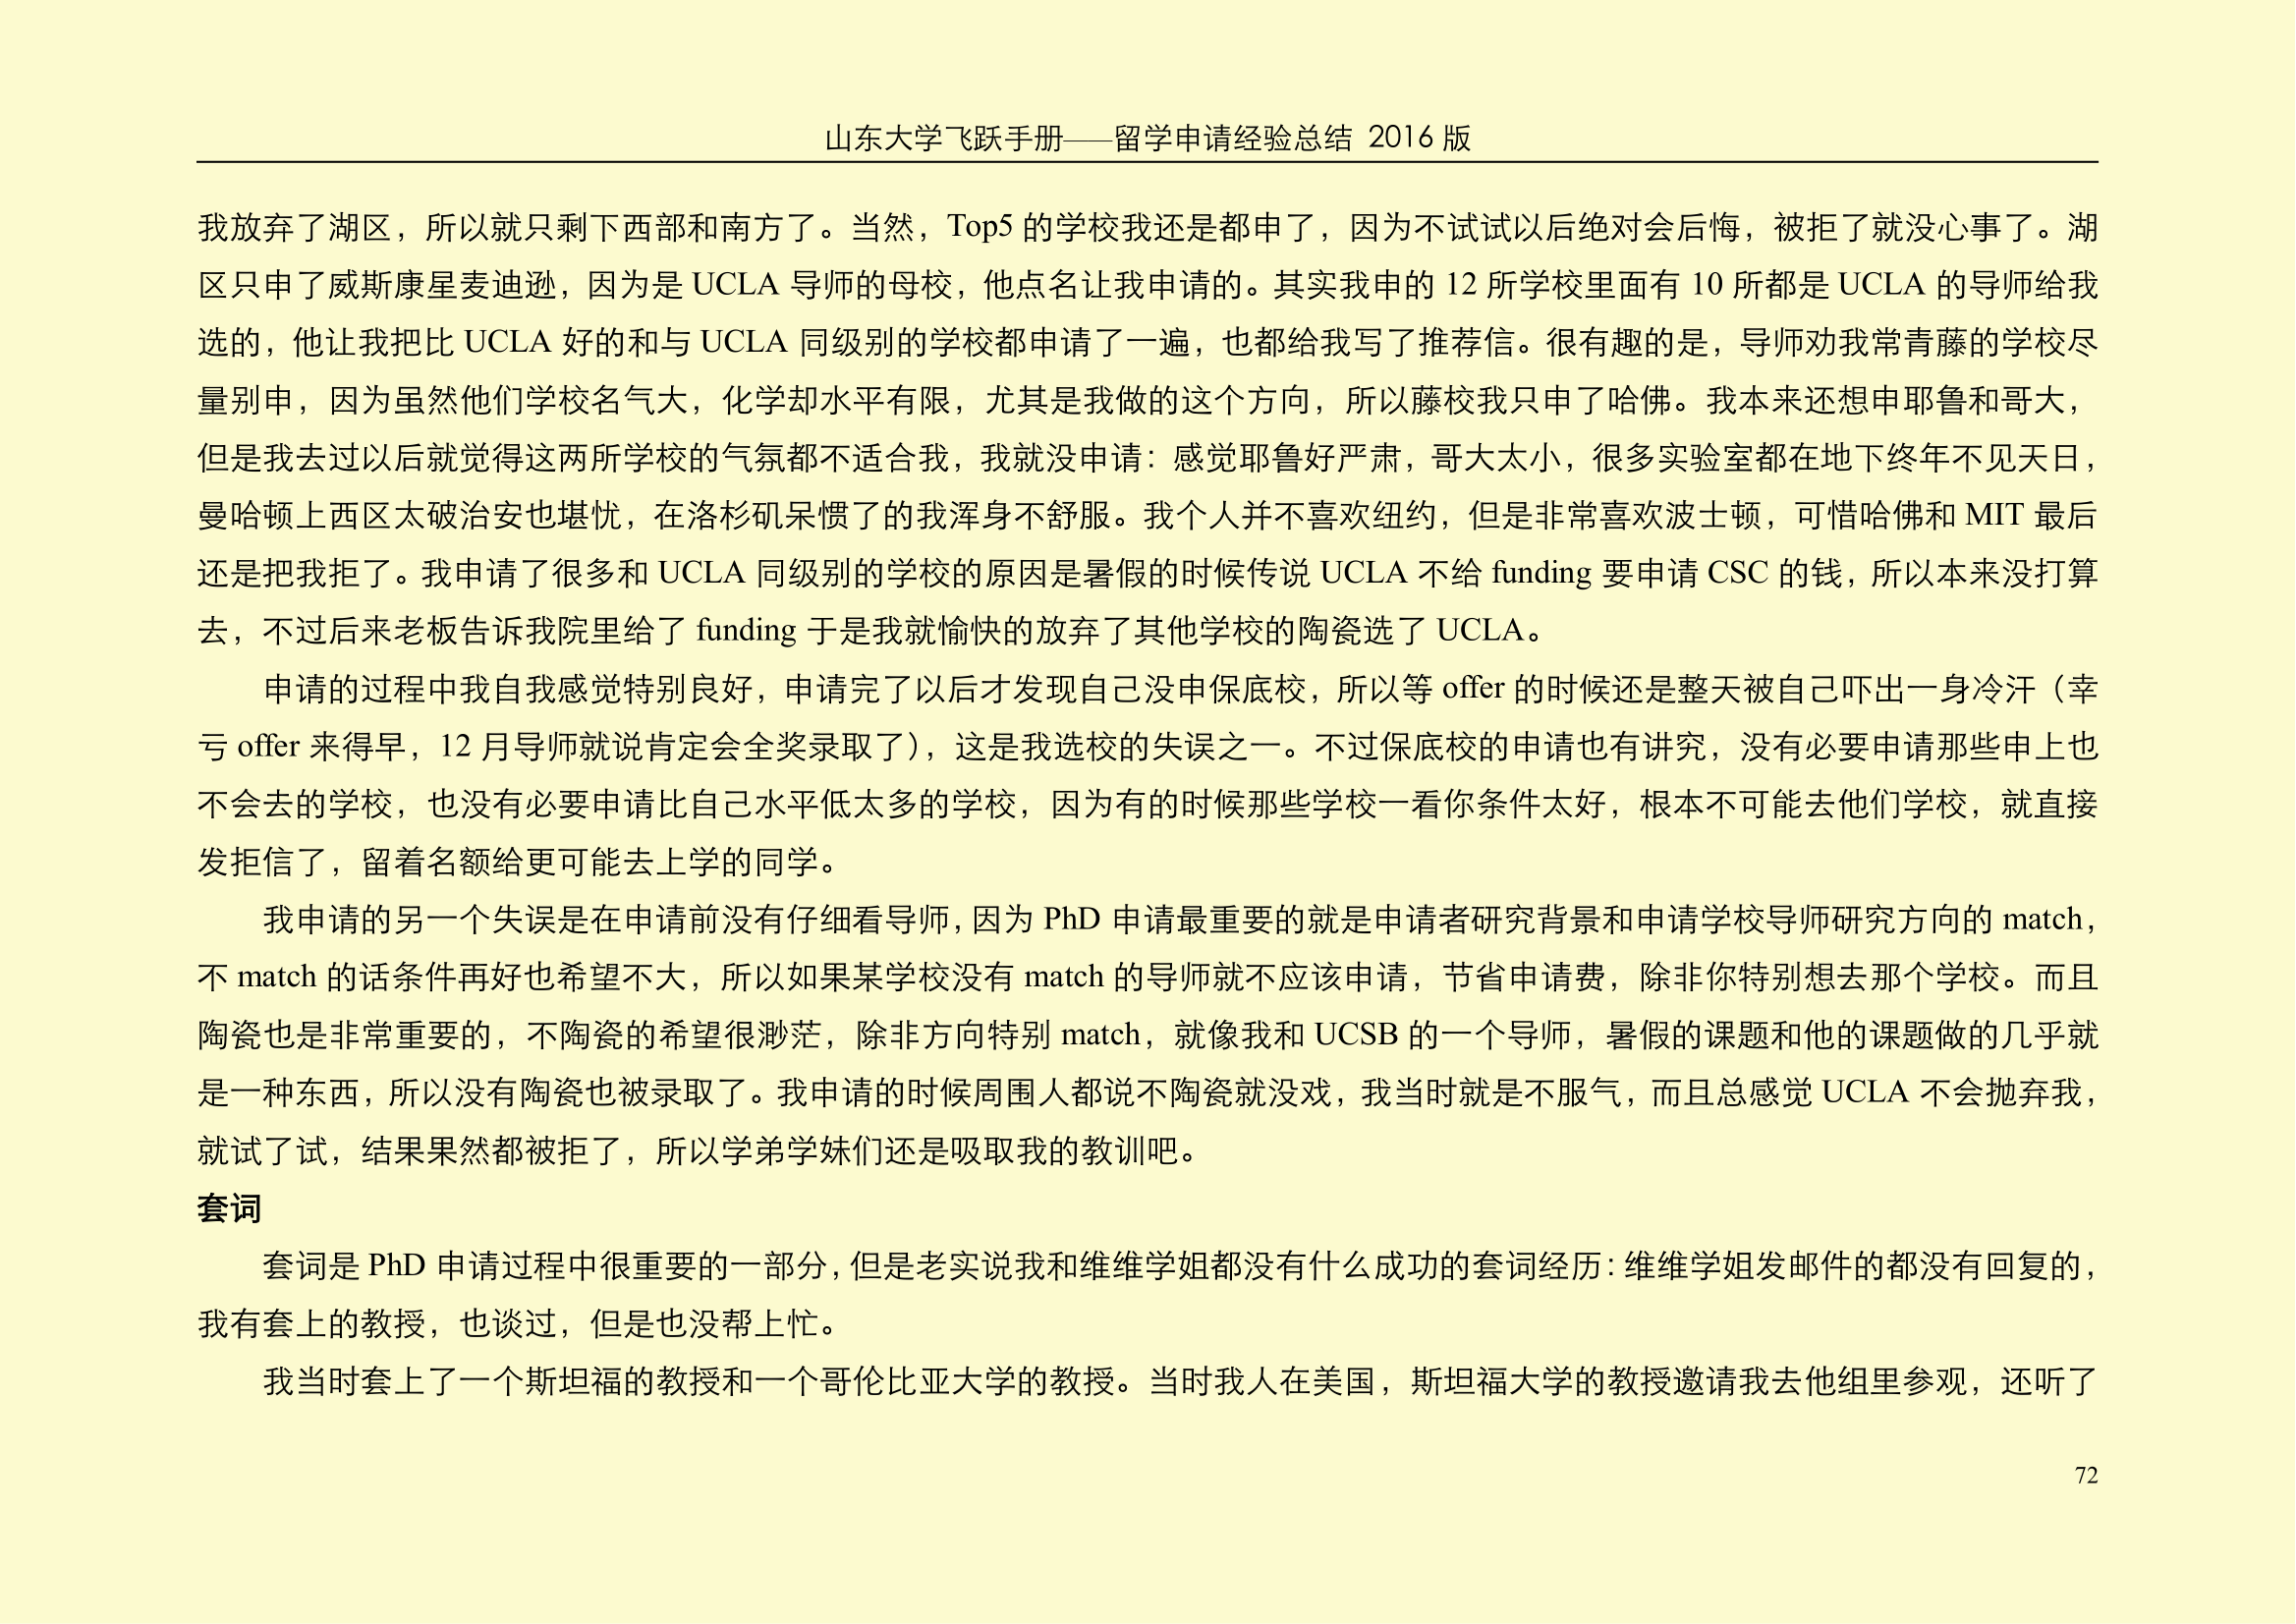 山东大学飞跃手册——留学申请经验总结 2016 版
我放弃了湖区，所以就只剩下西部和南方了。当然，Top5 的学校我还是都申了，因为不试试以后绝对会后悔，被拒了就没心事了。湖
区只申了威斯康星麦迪逊，因为是 UCLA 导师的母校，他点名让我申请的。其实我申的 12 所学校里面有 10 所都是 UCLA 的导师给我
选的，他让我把比 UCLA 好的和与 UCLA 同级别的学校都申请了一遍，也都给我写了推荐信。很有趣的是，导师劝我常青藤的学校尽
量别申，因为虽然他们学校名气大，化学却水平有限，尤其是我做的这个方向，所以藤校我只申了哈佛。我本来还想申耶鲁和哥大，
但是我去过以后就觉得这两所学校的气氛都不适合我，我就没申请：感觉耶鲁好严肃，哥大太小，很多实验室都在地下终年不见天日，
曼哈顿上西区太破治安也堪忧，在洛杉矶呆惯了的我浑身不舒服。我个人并不喜欢纽约，但是非常喜欢波士顿，可惜哈佛和 MIT 最后
还是把我拒了。我申请了很多和 UCLA 同级别的学校的原因是暑假的时候传说 UCLA 不给 funding 要申请 CSC 的钱，所以本来没打算
去，不过后来老板告诉我院里给了 funding 于是我就愉快的放弃了其他学校的陶瓷选了 UCLA。
申请的过程中我自我感觉特别良好，申请完了以后才发现自己没申保底校，所以等 offer 的时候还是整天被自己吓出一身冷汗（幸
亏 offer 来得早，12 月导师就说肯定会全奖录取了），这是我选校的失误之一。不过保底校的申请也有讲究，没有必要申请那些申上也
不会去的学校，也没有必要申请比自己水平低太多的学校，因为有的时候那些学校一看你条件太好，根本不可能去他们学校，就直接
发拒信了，留着名额给更可能去上学的同学。
我申请的另一个失误是在申请前没有仔细看导师，因为 PhD 申请最重要的就是申请者研究背景和申请学校导师研究方向的 match，
不 match 的话条件再好也希望不大，所以如果某学校没有 match 的导师就不应该申请，节省申请费，除非你特别想去那个学校。而且
陶瓷也是非常重要的，不陶瓷的希望很渺茫，除非方向特别 match，就像我和 UCSB 的一个导师，暑假的课题和他的课题做的几乎就
是一种东西，所以没有陶瓷也被录取了。我申请的时候周围人都说不陶瓷就没戏，我当时就是不服气，而且总感觉 UCLA 不会抛弃我，
就试了试，结果果然都被拒了，所以学弟学妹们还是吸取我的教训吧。
套词
套词是 PhD 申请过程中很重要的一部分，但是老实说我和维维学姐都没有什么成功的套词经历：维维学姐发邮件的都没有回复的，
我有套上的教授，也谈过，但是也没帮上忙。
我当时套上了一个斯坦福的教授和一个哥伦比亚大学的教授。当时我人在美国，斯坦福大学的教授邀请我去他组里参观，还听了
72